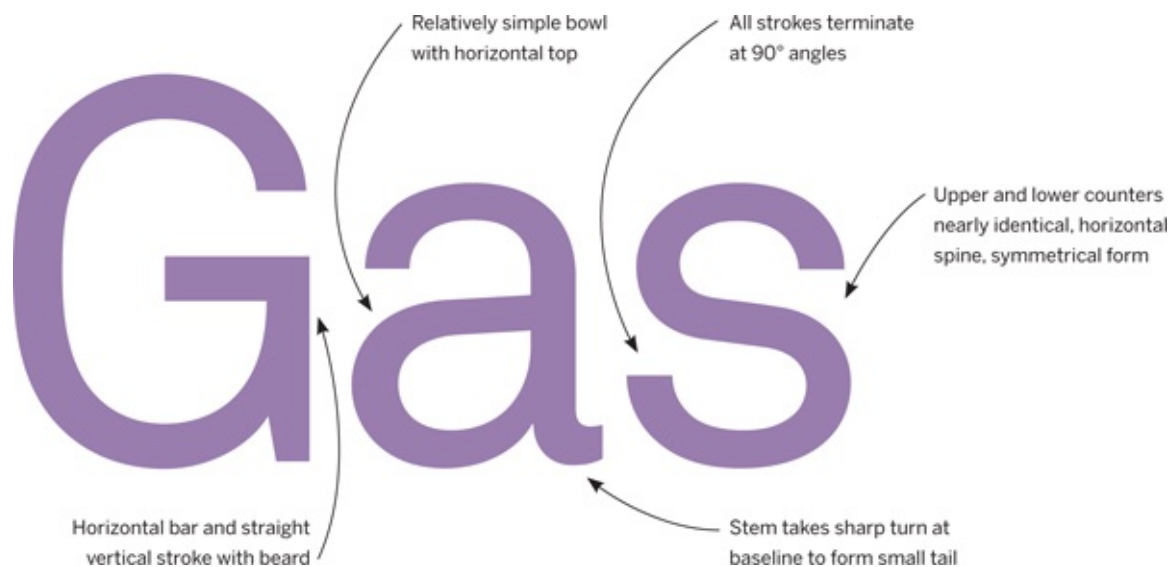 Relatively simple bowl
with horizontal top
All strokes terminate
at 90° angles
Gas
Upper and lower counters
nearly identical, horizontal
spine, symmetrical form
Horizontal bar and straight
vertical stroke with beard
Stem takes sharp turn at
baseline to form small tail